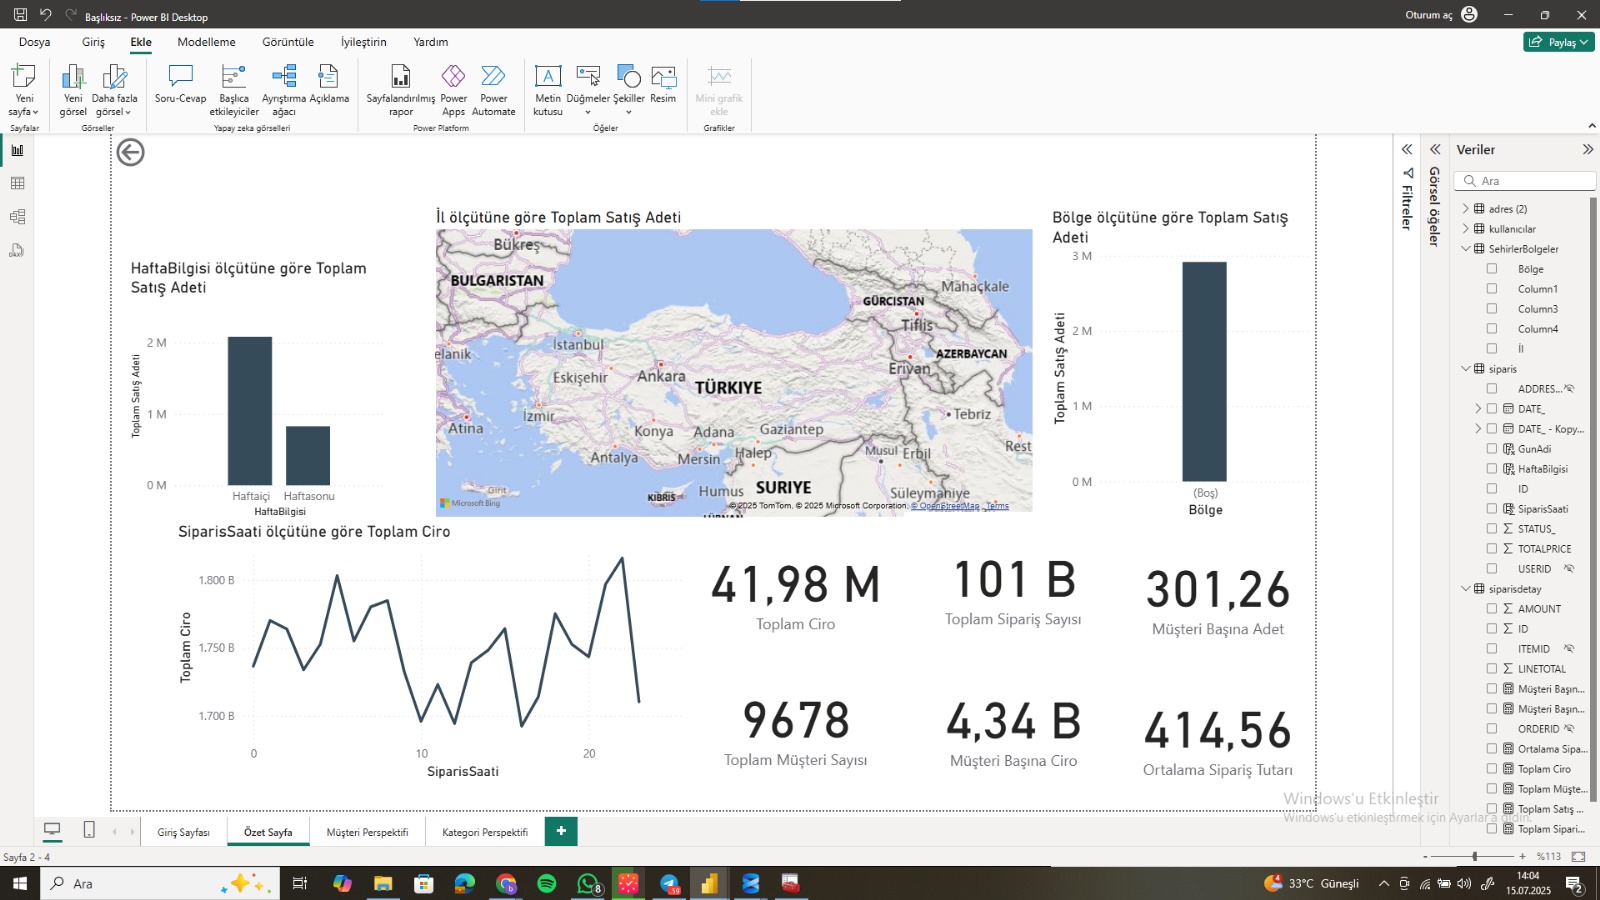 Başlıksız - Power BI Desktop
Oturum aç
Dosya
Giriş
Ekle
Modelleme
Görüntüle
İyileştirin
Yardım
Paylaş
Yeni sayfa
Yeni görsel
Daha fazla görsel
Soru-Cevap
Başlıca etkileyiciler
Ayrıştırma ağacı
Açıklama
Sayfalandırılmış rapor
Power Apps
Power Automate
Metin kutusu
Düğmeler
Şekiller
Resim
Mini grafik ekle
Sayfalar
Görseller
Yapay zeka görselleri
Power Platform
Öğeler
Grafikler
HaftaBilgisi ölçütüne göre Toplam
Satış Adeti
Toplam Satış Adeti
2 M
1 M
0 M
Haftaiçi
Haftasonu
HaftaBilgisi
İl ölçütüne göre Toplam Satış Adeti
Bükreş
BULGARISTAN
Mahaçkale
GÜRCISTAN
Tiflis
İstanbul
elanik
AZERBAYCAN
Erivan
Eskişehir
Ankara
TÜRKIYE
İzmir
Tebriz
Atina
Konya
Adana
Gaziantep
Antalya
Mersin
Halep
Musul
Erbil
Rest
Girit
KIBRIS
Humus
SURIYE
Süleymaniye
Microsoft Bing
© 2025 TomTom, © 2025 Microsoft Corporation, © OpenStreetMap Terms
LÜBNAN
Bölge ölçütüne göre Toplam Satış
Adeti
Toplam Satış Adeti
3 M
2 M
1 M
0 M
(Boş)
Bölge
SiparisSaati ölçütüne göre Toplam Ciro
Toplam Ciro
1.800 B
1.750 B
1.700 B
0
10
20
SiparisSaati
41,98 M
Toplam Ciro
101 B
Toplam Sipariş Sayısı
301,26
Müşteri Başına Adet
9678
Toplam Müşteri Sayısı
4,34 B
Müşteri Başına Ciro
414,56
Ortalama Sipariş Tutarı
Filtreler
Görsel öğeler
Veriler
Ara
adres (2)
kullanıcılar
SehirlerBolgeler
Bölge
Column1
Column3
Column4
İl
siparis
ADDRES...
DATE_
DATE_ - Kopy...
GunAdi
HaftaBilgisi
ID
SiparisSaati
STATUS_
TOTALPRICE
USERID
siparisdetay
AMOUNT
ID
ITEMID
LINETOTAL
Müşteri Başın...
Müşteri Başın...
ORDERID
Ortalama Sipa...
Toplam Ciro
Toplam Müşte...
Toplam Satış ...
Toplam Sipari...
Windows'u Etkinleştir
Windows'u etkinleştirmek için Ayarlar'a gidin.
Giriş Sayfası
Özet Sayfa
Müşteri Perspektifi
Kategori Perspektifi
+
Sayfa 2 - 4
- + %113
Ara
8
33°C Güneşli
14:04
15.07.2025
2